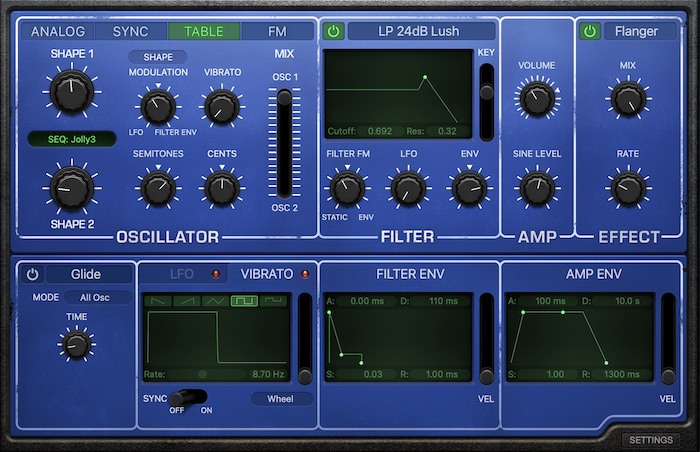 ANALOG SYNC TABLE FM
LP 24dB Lush
Flanger
SHAPE 1
SHAPE
MODULATION
VIBRATO
MIX
OSC 1
KEY
VOLUME
MIX
LFO FILTER ENV
SEQ: Jolly3
Cutoff: 0.692 Res: 0.32
SEMITONES CENTS
FILTER FM LFO ENV
SINE LEVEL
RATE
OSC 2
STATIC ENV
SHAPE 2
OSCILLATOR
FILTER
AMP
EFFECT
Glide
LFO VIBRATO
FILTER ENV
AMP ENV
MODE All Osc
TIME
A: 0.00 ms D: 110 ms
A: 100 ms D: 10.0 s
Rate: 8.70 Hz
S: 0.03 R: 1.00 ms
S: 1.00 R: 1300 ms
SYNC OFF ON
Wheel
VEL
VEL
SETTINGS